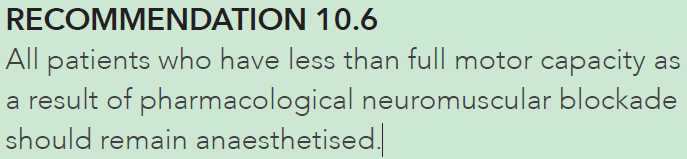 RECOMMENDATION 10.6
All patients who have less than full motor capacity as
a result of pharmacological neuromuscular blockade
should remain anaesthetised.